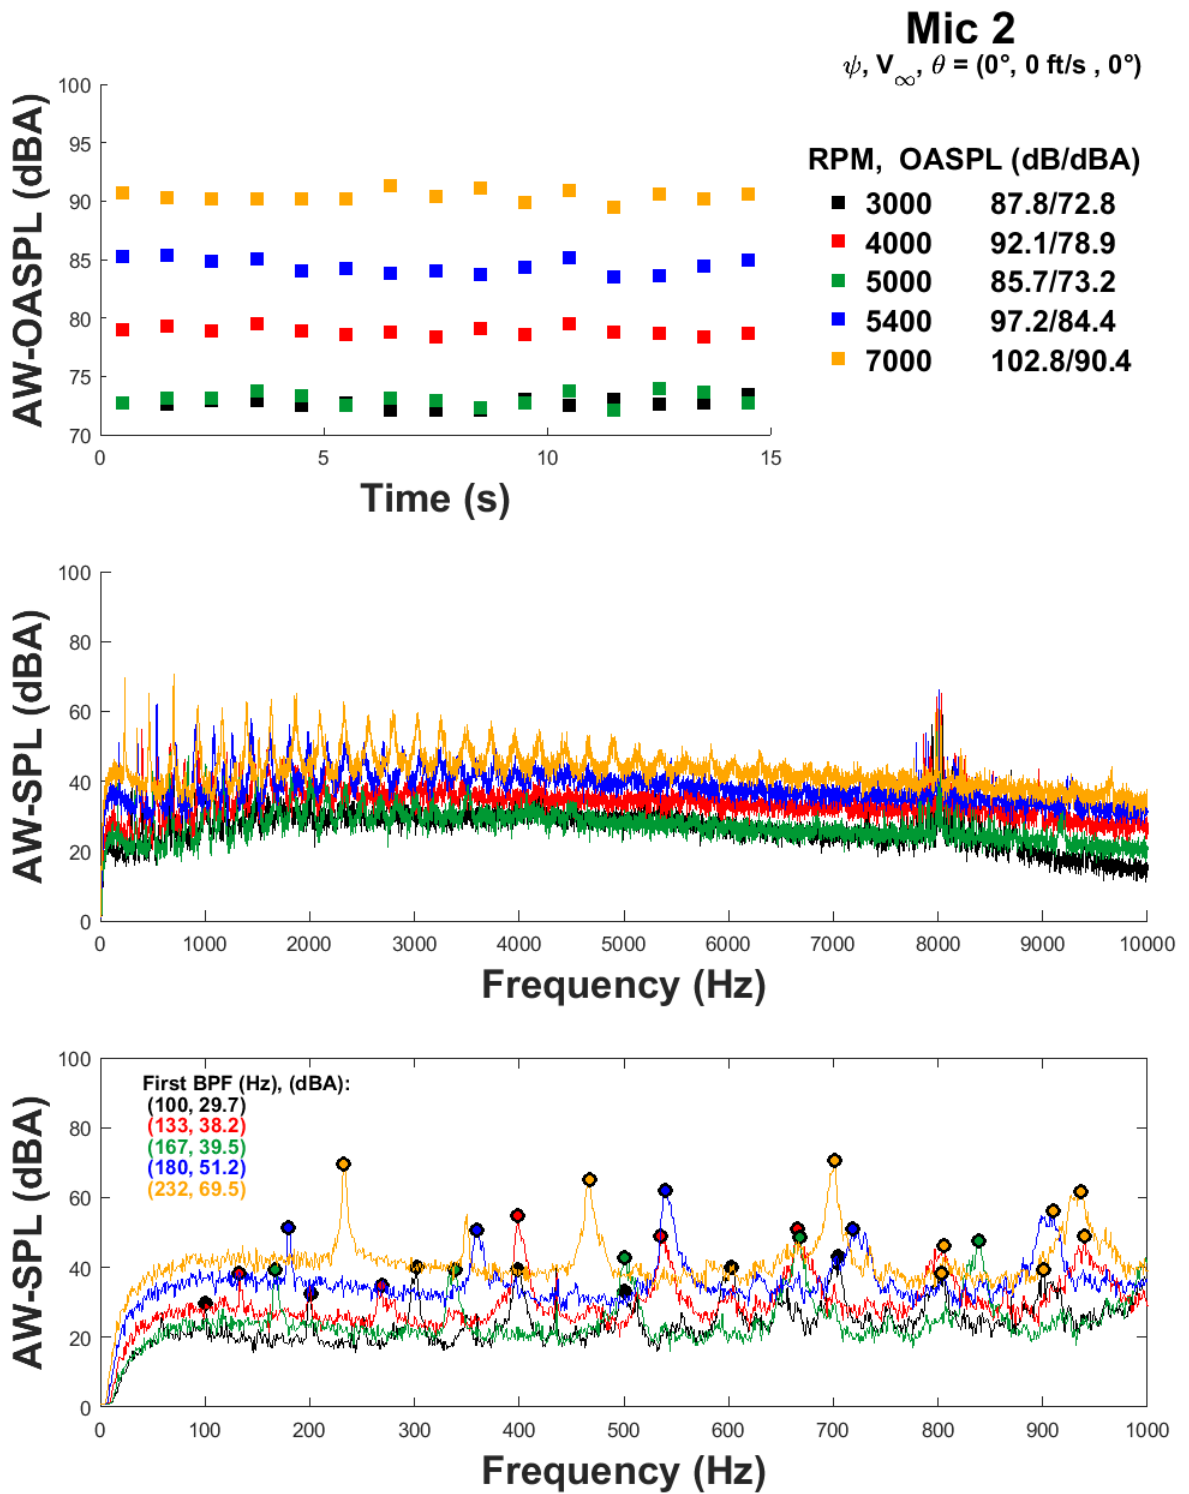 Mic 2
ψ, V∞, θ = (0°, 0 ft/s , 0°)
RPM, OASPL (dB/dBA)
3000 87.8/72.8
4000 92.1/78.9
5000 85.7/73.2
5400 97.2/84.4
7000 102.8/90.4
AW-OASPL (dBA)
100
95
90
85
80
75
70
0 5 10 15
Time (s)
AW-SPL (dBA)
100
80
60
40
20
0
0 1000 2000 3000 4000 5000 6000 7000 8000 9000 10000
Frequency (Hz)
AW-SPL (dBA)
100
80
60
40
20
0
First BPF (Hz), (dBA):
(100, 29.7)
(133, 38.2)
(167, 39.5)
(180, 51.2)
(232, 69.5)
0 100 200 300 400 500 600 700 800 900 1000
Frequency (Hz)